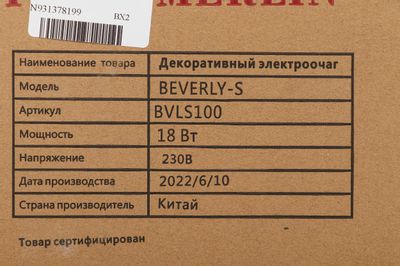 N931378199
BX2
Наименование товара Декоративный электроочаг
Модель BEVERLY-S
Артикул BVLS100
Мощность 18 Вт
Напряжение 230В
Дата производства 2022/6/10
Страна производитель Китай
Товар сертифицирован